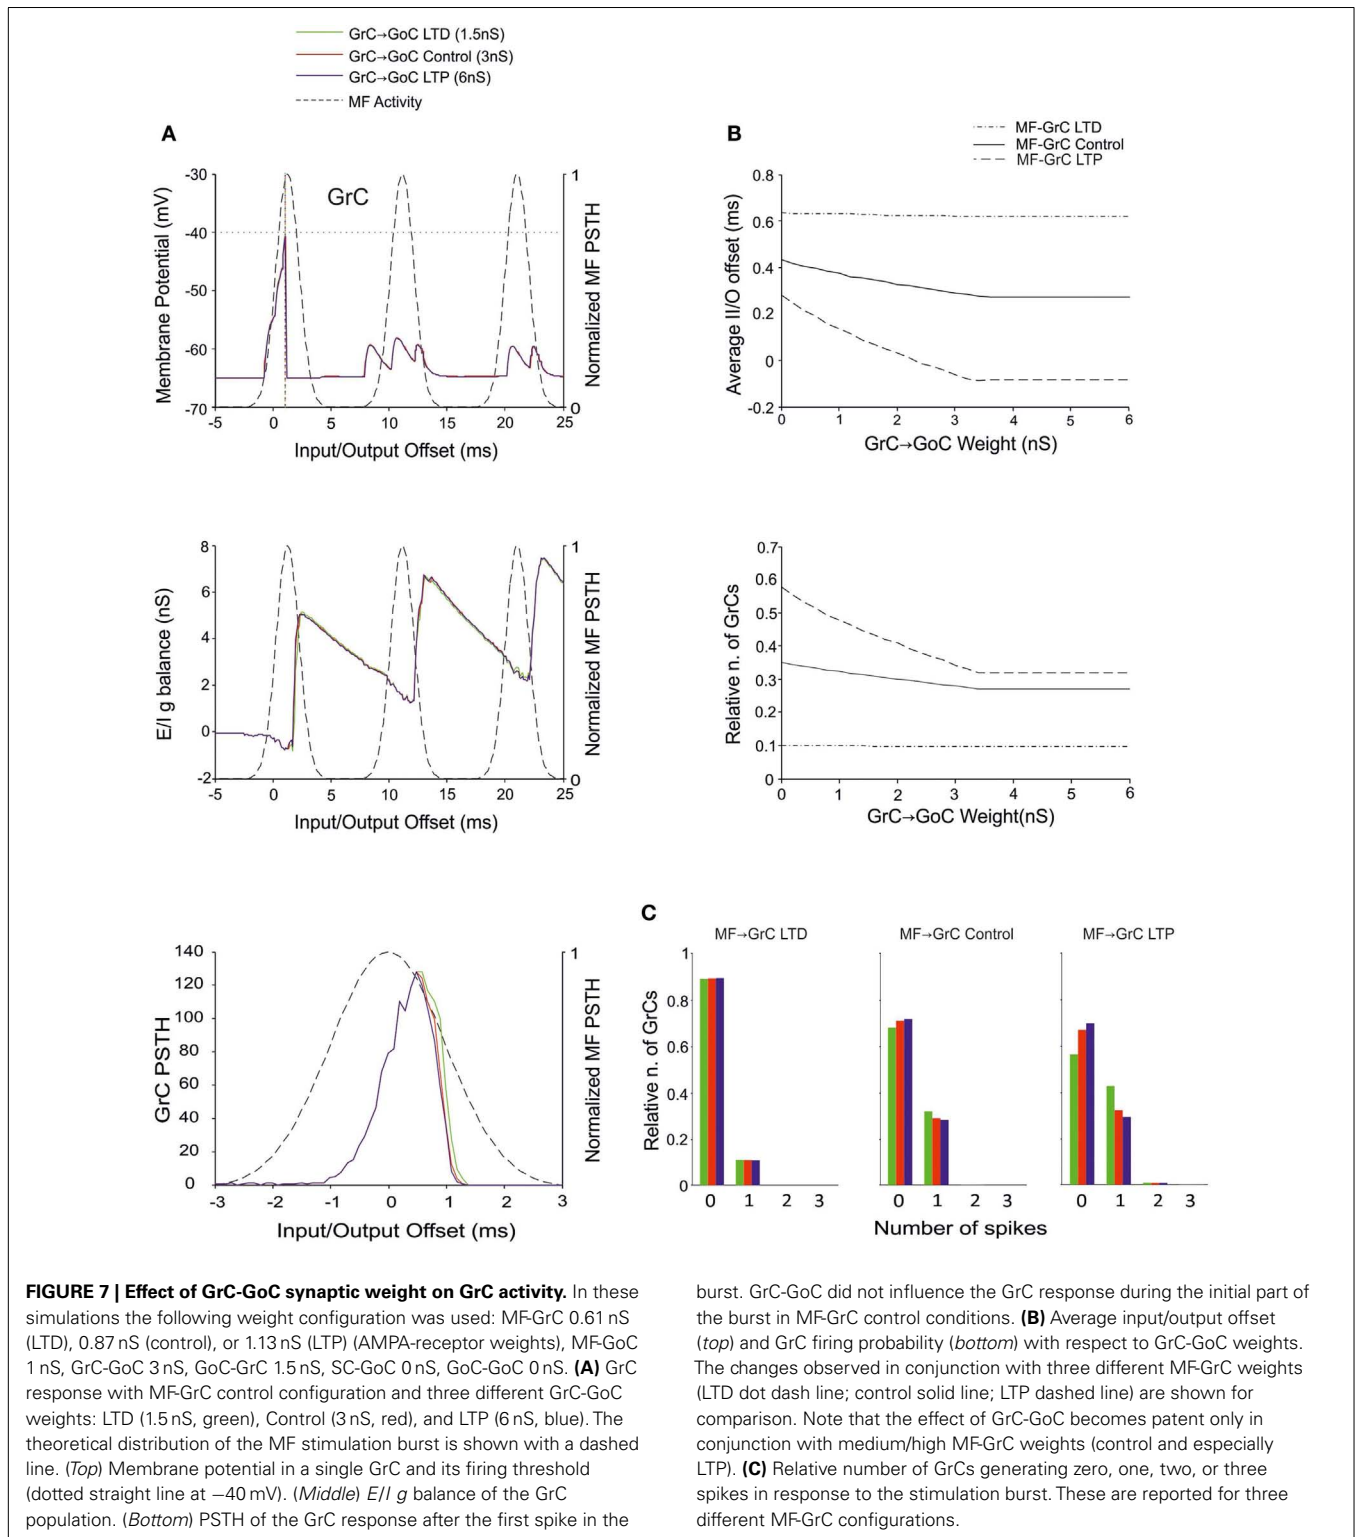 GrC→GoC LTD (1.5nS)
GrC→GoC Control (3nS)
GrC→GoC LTP (6nS)
MF Activity
A
-30
-40
-50
-60
-70
Membrane Potential (mV)
GrC
1
0
Normalized MF PSTH
-5 0 5 10 15 20 25
Input/Output Offset (ms)
8
6
4
2
0
-2
E/I g balance (nS)
1
0
Normalized MF PSTH
-5 0 5 10 15 20 25
Input/Output Offset (ms)
140
120
100
80
60
40
20
0
GrC PSTH
1
0
Normalized MF PSTH
-3 -2 -1 0 1 2 3
Input/Output Offset (ms)
B
MF-GrC LTD
MF-GrC Control
MF-GrC LTP
0.8
0.6
0.4
0.2
0
-0.2
Average II/O offset (ms)
0 1 2 3 4 5 6
GrC→GoC Weight (nS)
0.7
0.6
0.5
0.4
0.3
0.2
0.1
0
Relative n. of GrCs
0 1 2 3 4 5 6
GrC→GoC Weight(nS)
C
MF→GrC LTD
MF→GrC Control
MF→GrC LTP
1
0.8
0.6
0.4
0.2
0
Relative n. of GrCs
1
1
0 1 2 3
0 1 2 3
0 1 2 3
Number of spikes
FIGURE 7 | Effect of GrC-GoC synaptic weight on GrC activity. In these
simulations the following weight configuration was used: MF-GrC 0.61 nS
(LTD), 0.87 nS (control), or 1.13 nS (LTP) (AMPA-receptor weights), MF-GoC
1 nS, GrC-GoC 3 nS, GoC-GrC 1.5 nS, SC-GoC 0 nS, GoC-GoC 0 nS. (A) GrC
response with MF-GrC control configuration and three different GrC-GoC
weights: LTD (1.5 nS, green), Control (3 nS, red), and LTP (6 nS, blue). The
theoretical distribution of the MF stimulation burst is shown with a dashed
line. (Top) Membrane potential in a single GrC and its firing threshold
(dotted straight line at −40 mV). (Middle) E/I g balance of the GrC
population. (Bottom) PSTH of the GrC response after the first spike in the
burst. GrC-GoC did not influence the GrC response during the initial part of
the burst in MF-GrC control conditions. (B) Average input/output offset
(top) and GrC firing probability (bottom) with respect to GrC-GoC weights.
The changes observed in conjunction with three different MF-GrC weights
(LTD dot dash line; control solid line; LTP dashed line) are shown for
comparison. Note that the effect of GrC-GoC becomes patent only in
conjunction with medium/high MF-GrC weights (control and especially
LTP). (C) Relative number of GrCs generating zero, one, two, or three
spikes in response to the stimulation burst. These are reported for three
different MF-GrC configurations.